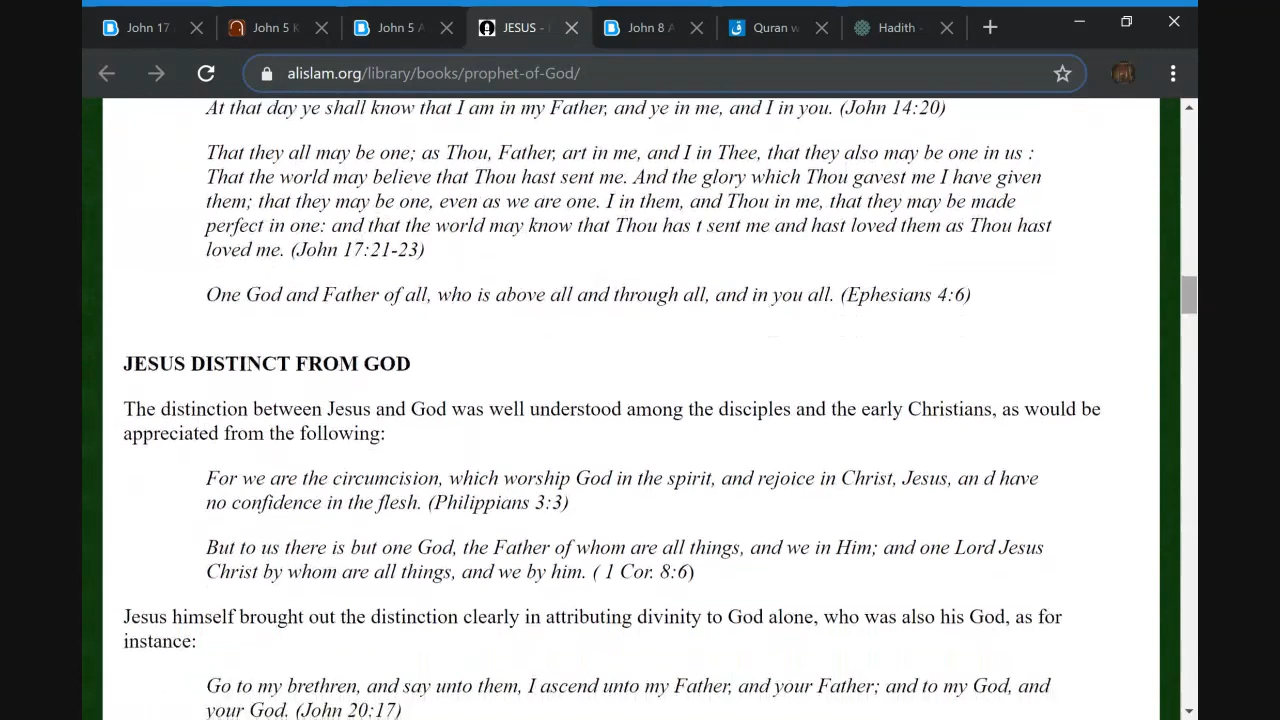 John 17
John 5 K
John 5 A
JESUS -
John 8 A
Quran w
Hadith -
alislam.org/library/books/prophet-of-God/
At that day ye shall know that I am in my Father, and ye in me, and I in you. (John 14:20)
That they all may be one; as Thou, Father, art in me, and I in Thee, that they also may be one in us :
That the world may believe that Thou hast sent me. And the glory which Thou gavest me I have given
them; that they may be one, even as we are one. I in them, and Thou in me, that they may be made
perfect in one: and that the world may know that Thou has t sent me and hast loved them as Thou hast
loved me. (John 17:21-23)
One God and Father of all, who is above all and through all, and in you all. (Ephesians 4:6)
JESUS DISTINCT FROM GOD
The distinction between Jesus and God was well understood among the disciples and the early Christians, as would be
appreciated from the following:
For we are the circumcision, which worship God in the spirit, and rejoice in Christ, Jesus, an d have
no confidence in the flesh. (Philippians 3:3)
But to us there is but one God, the Father of whom are all things, and we in Him; and one Lord Jesus
Christ by whom are all things, and we by him. ( 1 Cor. 8:6)
Jesus himself brought out the distinction clearly in attributing divinity to God alone, who was also his God, as for
instance:
Go to my brethren, and say unto them, I ascend unto my Father, and your Father; and to my God, and
your God. (John 20:17)